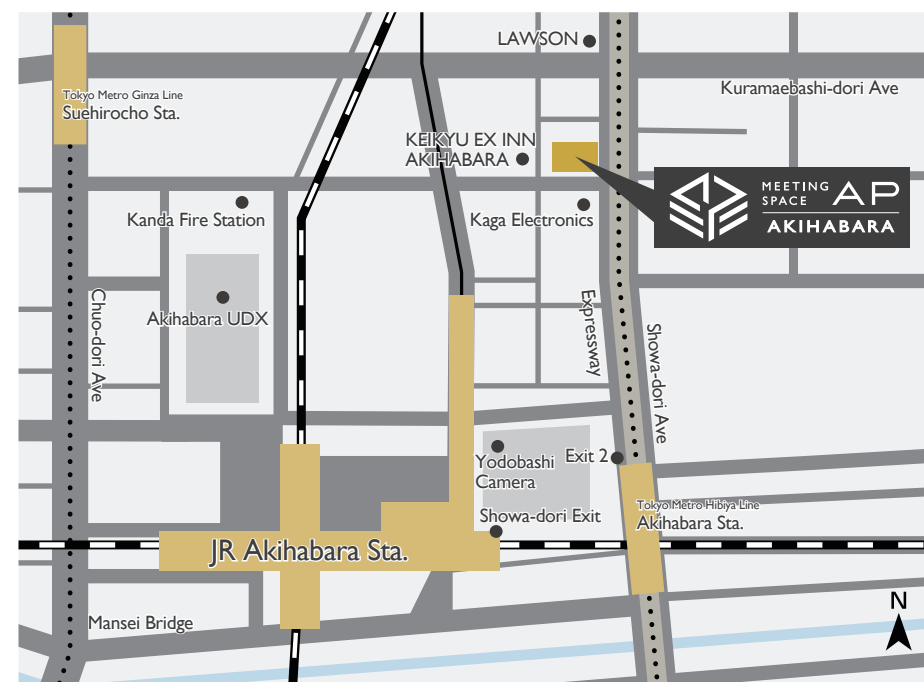 LAWSON
Kuramaebashi-dori Ave
Tokyo Metro Ginza Line
Suehirocho Sta.
KEIKYU EX INN
AKIHABARA
MEETING
SPACE AP
AKIHABARA
Kanda Fire Station
Kaga Electronics
Akihabara UDX
Chuo-dori Ave
Expressway
Showa-dori Ave
Yodobashi
Camera
Exit 2
Tokyo Metro Hibiya Line
Akihabara Sta.
Showa-dori Exit
JR Akihabara Sta.
Mansei Bridge
N